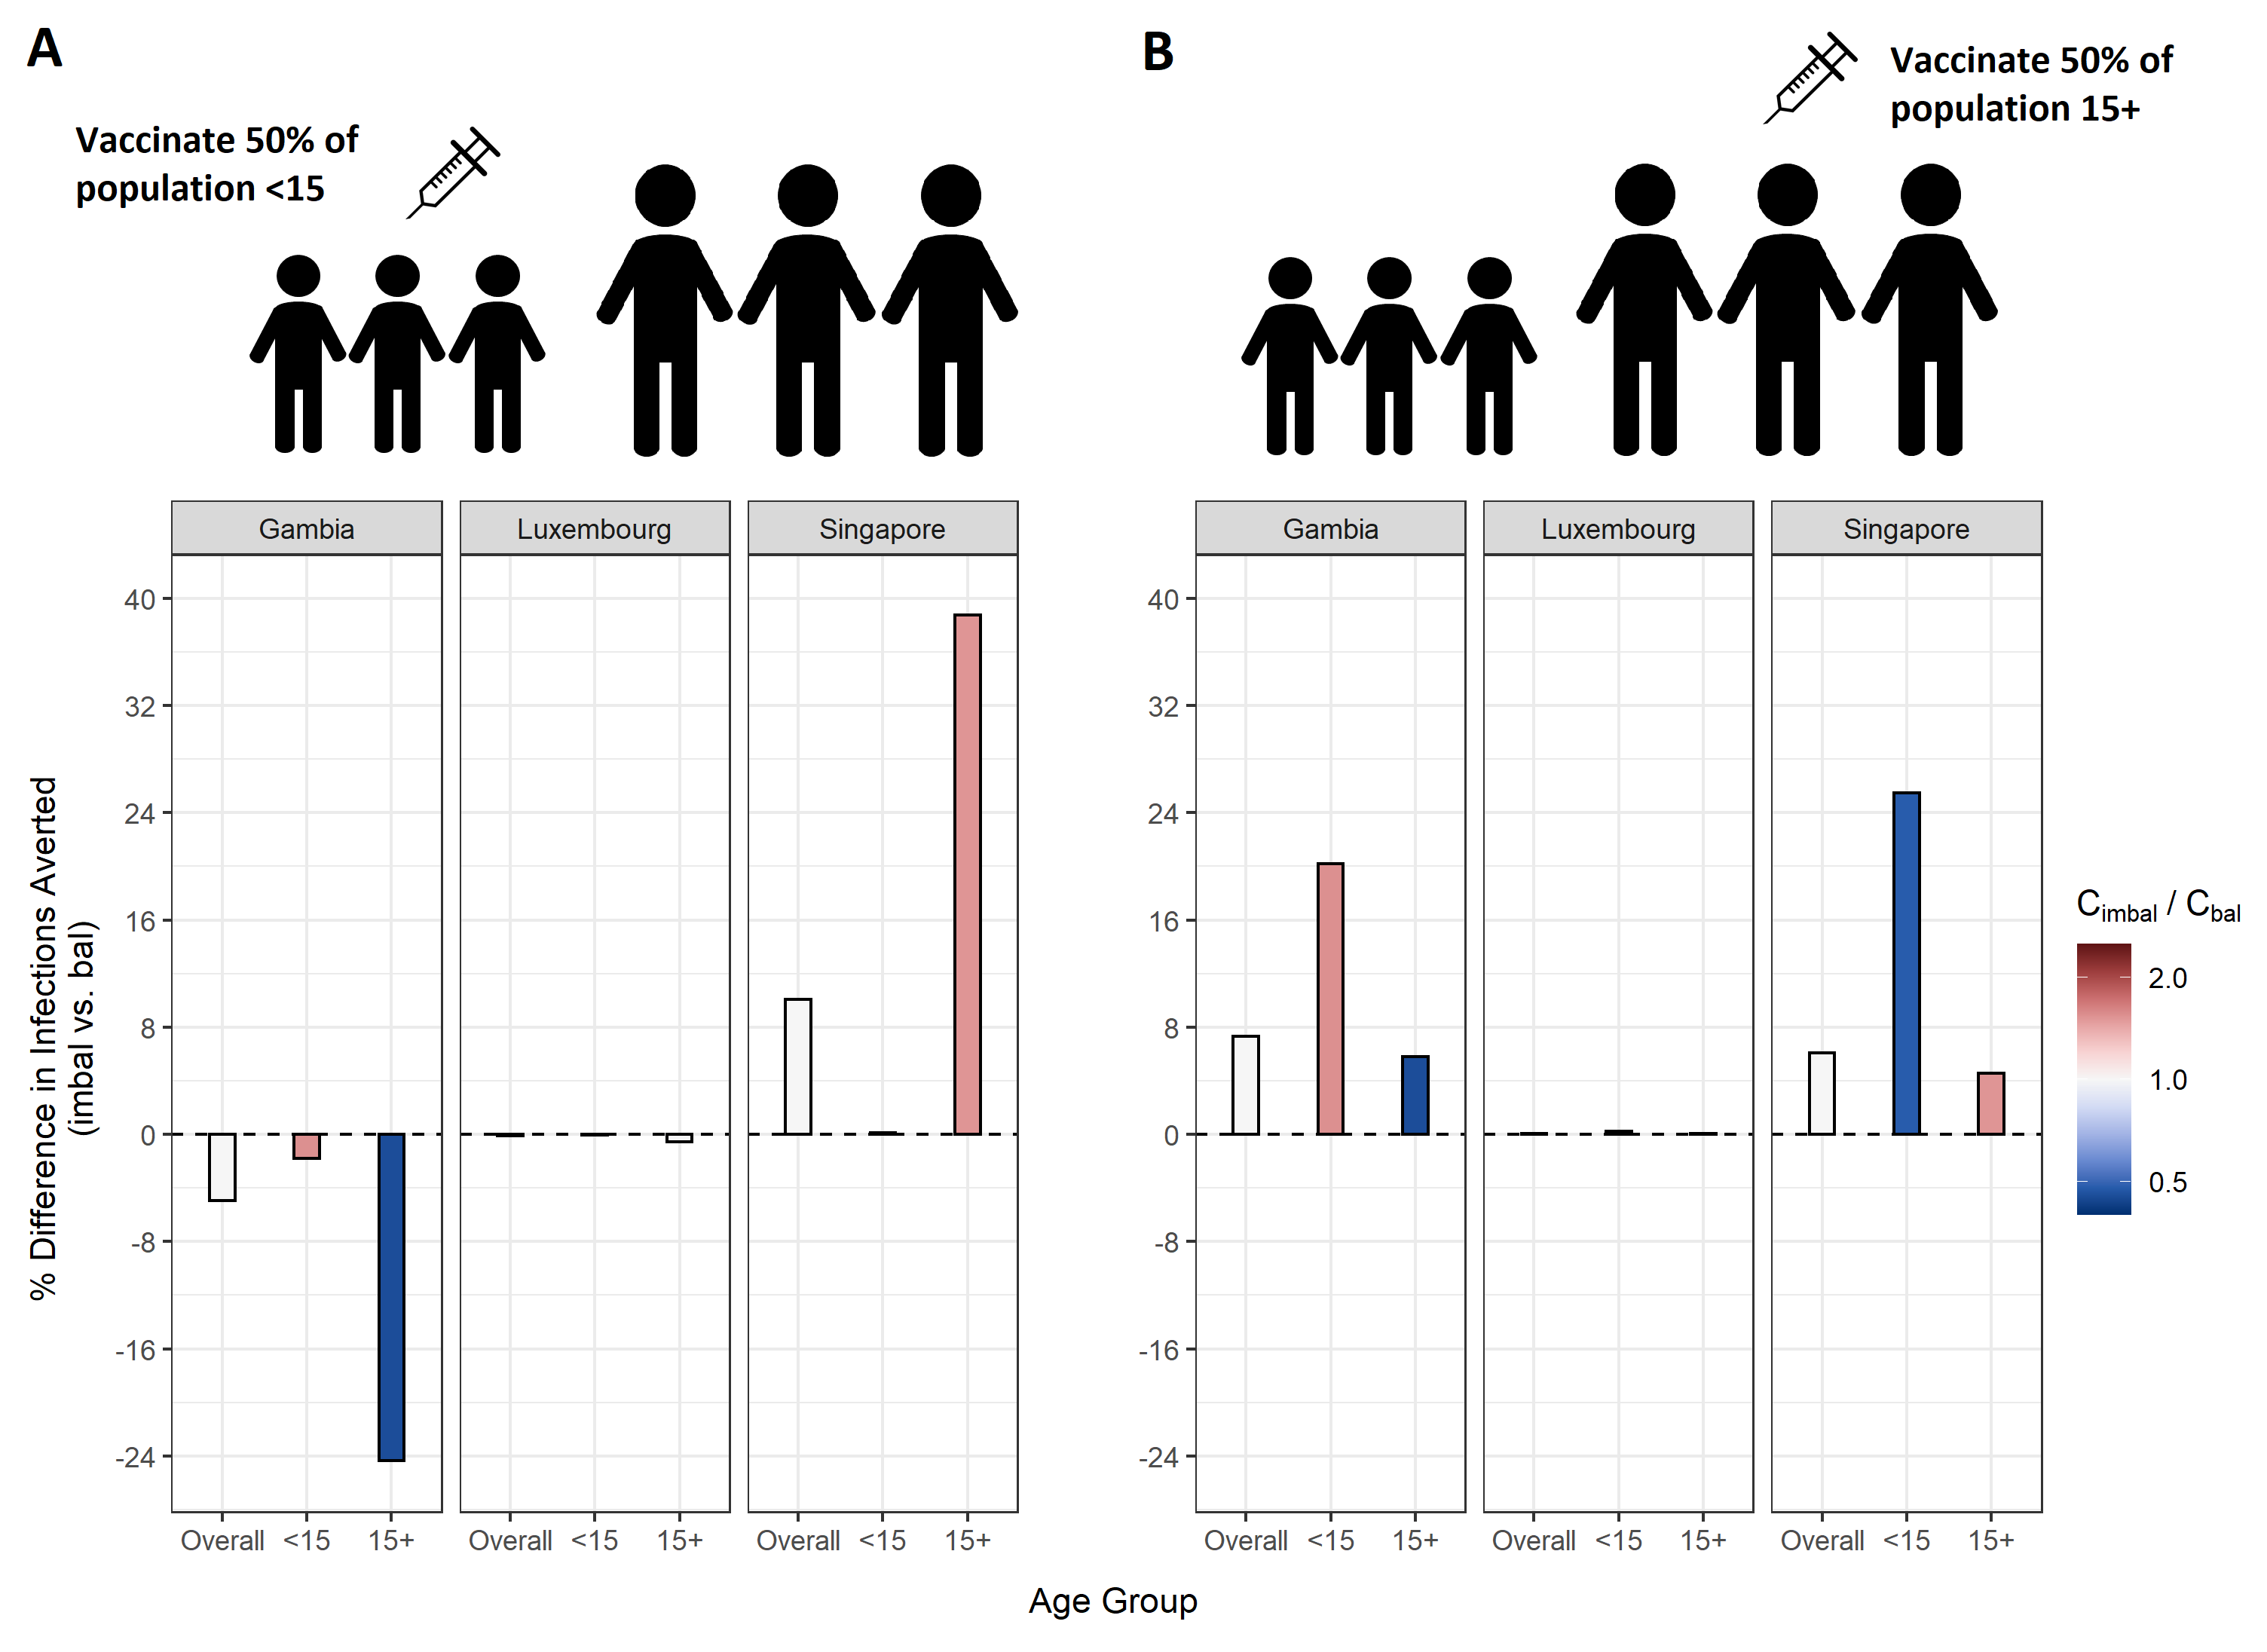 A
Vaccinate 50% of
population <15
B
Vaccinate 50% of
population 15+
Gambia
Luxembourg
Singapore
Gambia
Luxembourg
Singapore
% Difference in Infections Averted
(imbal vs. bal)
40
32
24
16
8
0
-8
-16
-24
40
32
24
16
8
0
-8
-16
-24
Overall <15 15+
Overall <15 15+
Overall <15 15+
Overall <15 15+
Overall <15 15+
Overall <15 15+
Age Group
Cimbal / Cbal
2.0
1.0
0.5